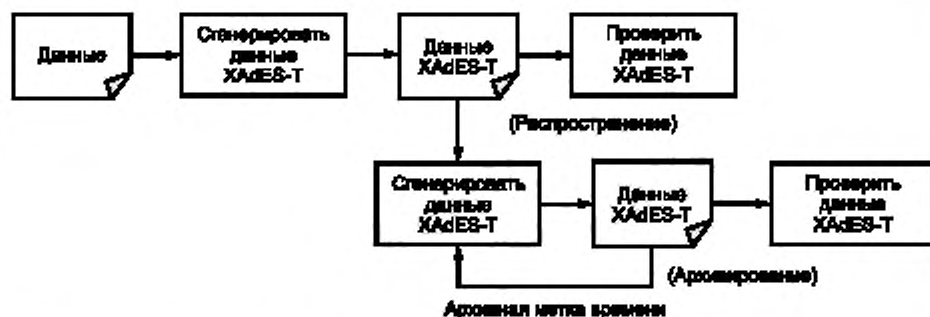 Данные
Сгенерировать
данные
XAdES-T
Данные
XAdES-T
Проверить
данные
XAdES-T
(Распространение)
Сгенерировать
данные
XAdES-T
Данные
XAdES-T
Проверить
данные
XAdES-T
(Архивирование)
Архивная метка времени